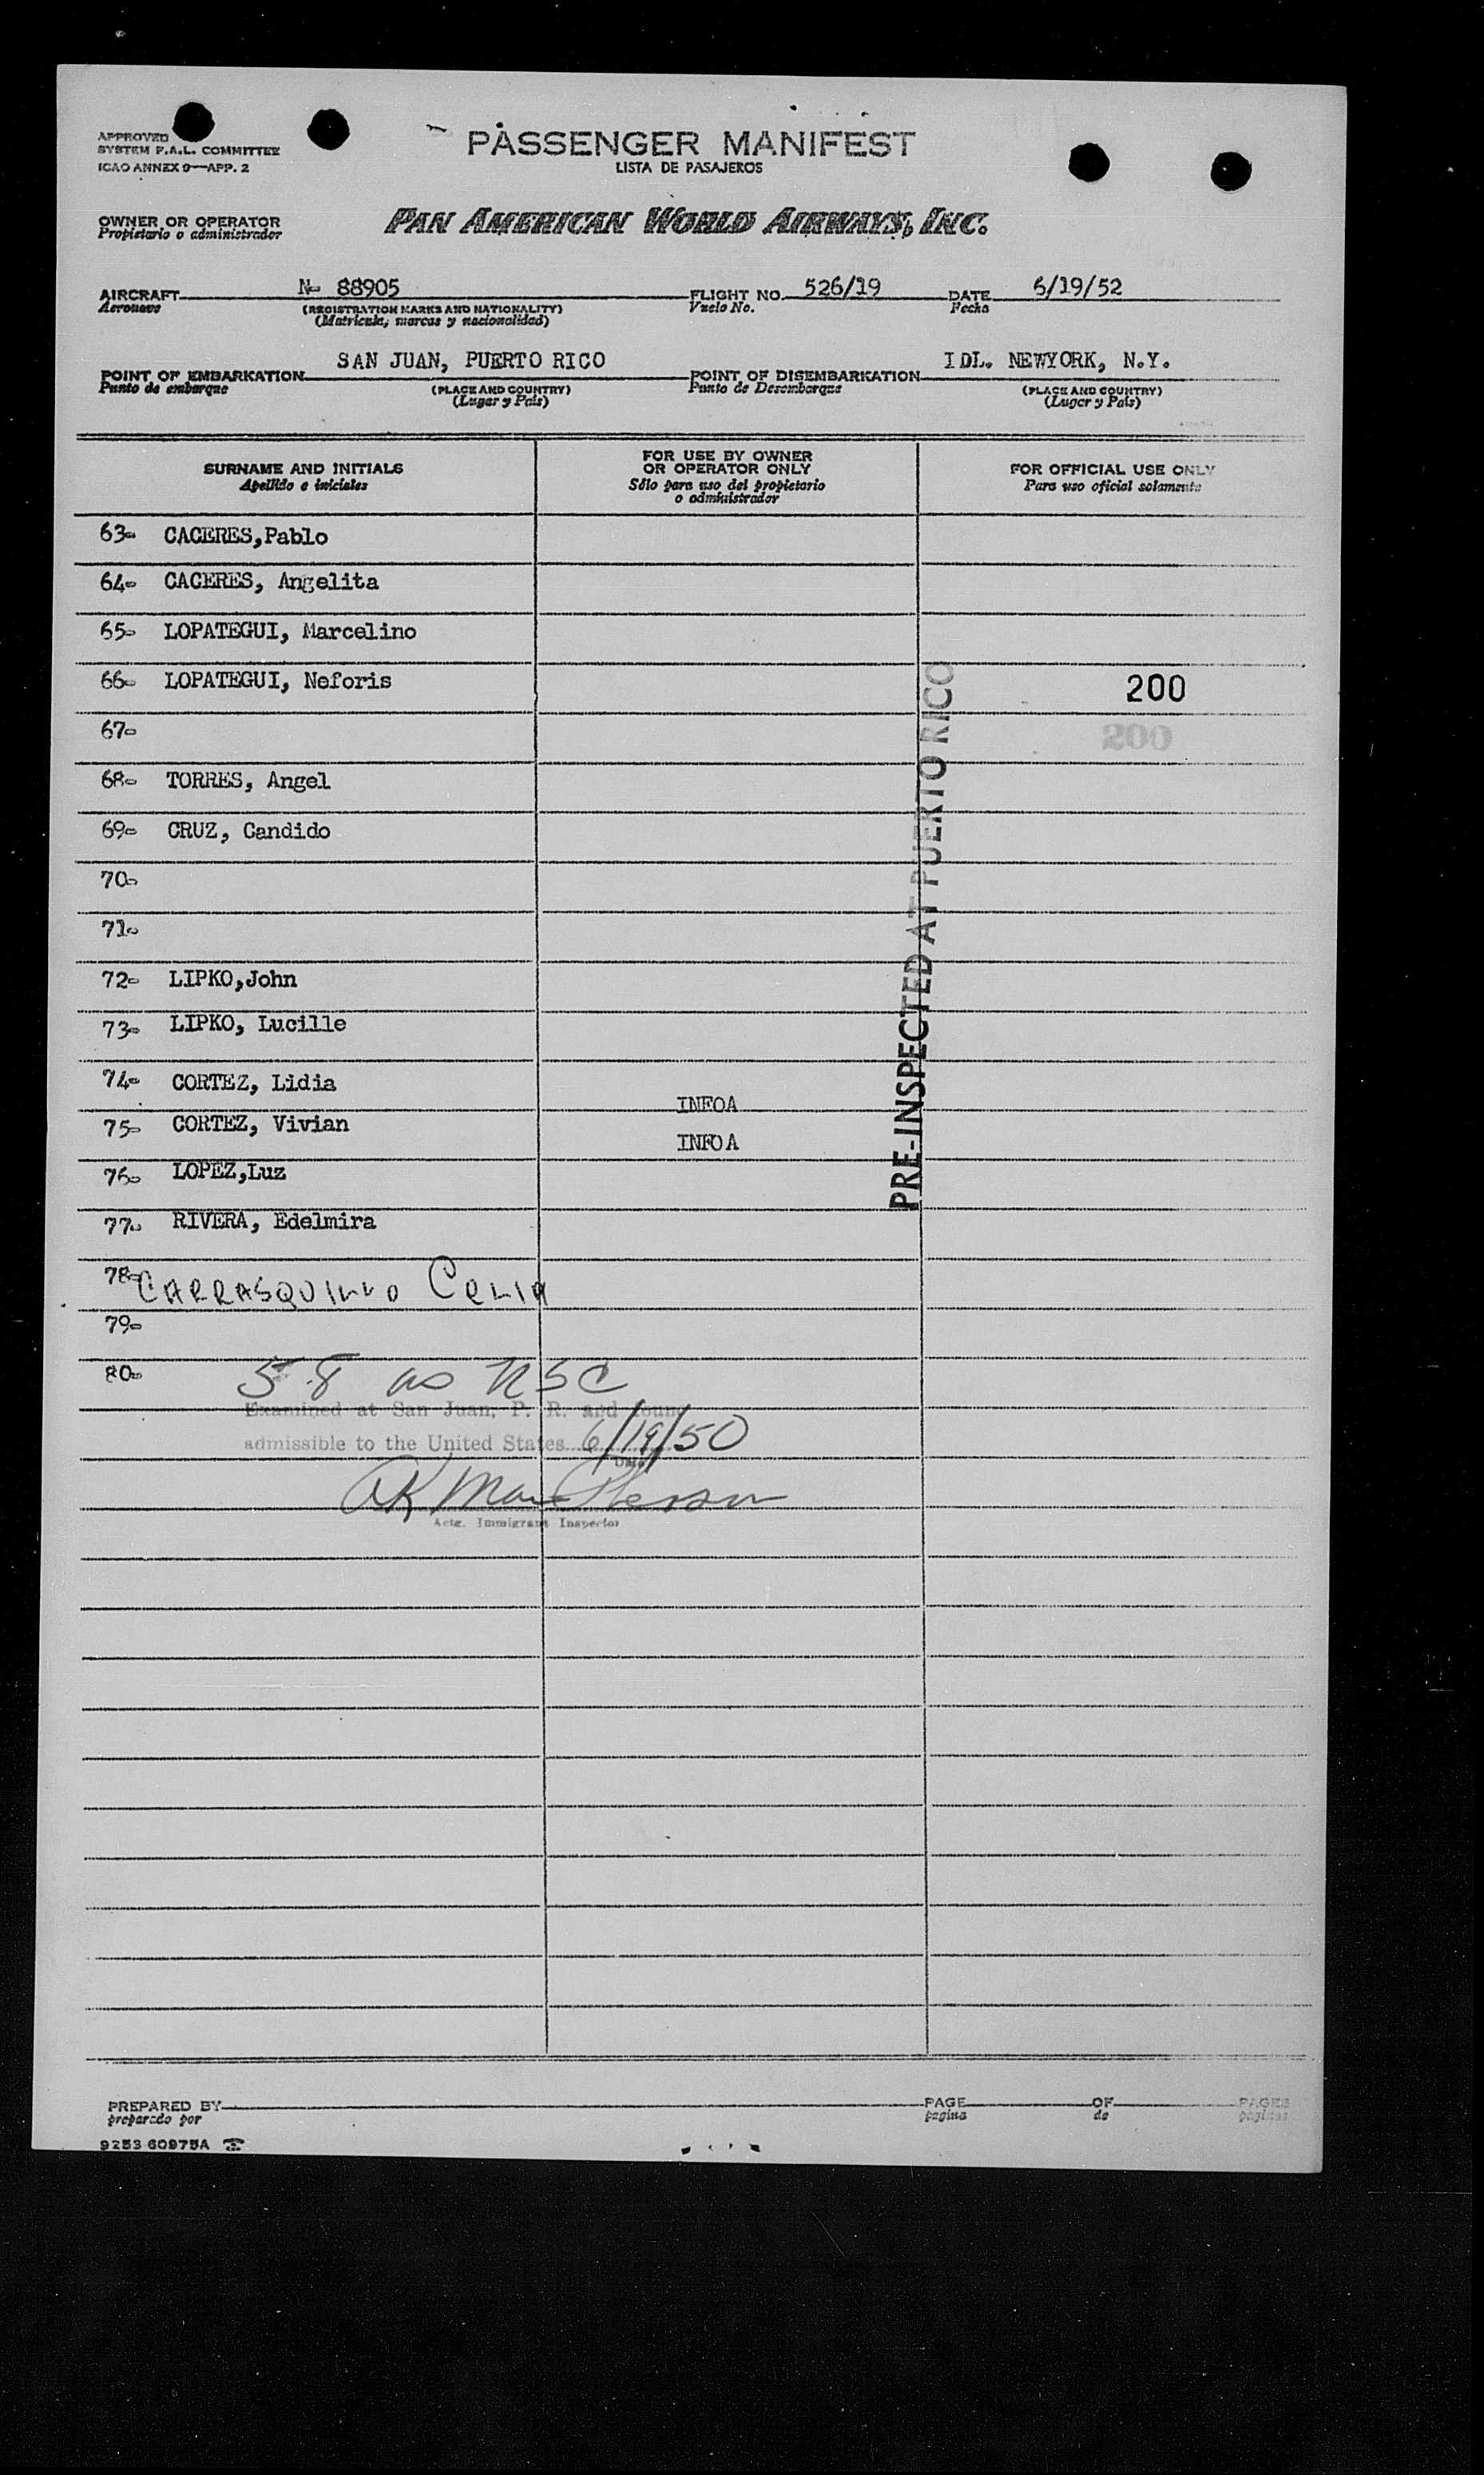 APPROVED
SYSTEM F.A.L. COMMITTEE
ICAO ANNEX 9—APP. 2
PASSENGER MANIFEST
LISTA DE PASAJEROS
OWNER OR OPERATOR
Propietario o administrador
PAN AMERICAN WORLD AIRWAYS, INC.
AIRCRAFT N- 88905 FLIGHT NO. 526/19 DATE 6/19/52
Aeronave (REGISTRATION MARKS AND NATIONALITY) Vuelo No. Fecha
(Matricula, marcas y nacionalidad)
POINT OF EMBARKATION SAN JUAN, PUERTO RICO POINT OF DISEMBARKATION IDL. NEWYORK, N.Y.
Punto de embarque (PLACE AND COUNTRY) Punto de Desembarque (PLACE AND COUNTRY)
(Lugar y País) (Lugar y País)
SURNAME AND INITIALS
Apellido e iniciales
FOR USE BY OWNER
OR OPERATOR ONLY
Sólo para uso del propietario
o administrador
FOR OFFICIAL USE ONLY
Para uso oficial solamente
63- CACERES,Pablo
64- CACERES, Angelita
65- LOPATEGUI, Marcelino
66- LOPATEGUI, Neforis 200
67- 200
68- TORRES, Angel
69- CRUZ, Candido
70-
71-
72- LIPKO,John
73- LIPKO, Lucille
74- CORTEZ, Lidia INFOA
75- CORTEZ, Vivian INFOA
76- LOPEZ,Luz
77- RIVERA, Edelmira
78- CARRASQUILLO CELIA
79-
80-
PRE-INSPECTED AT PUERTO RICO
58 as USC
Examined at San Juan, P. R. and found
admissible to the United States 6/19/50
Date
Actg. Immigrant Inspector
PREPARED BY PAGE OF PAGES
preparado por pagina de paginas
9253 60975A